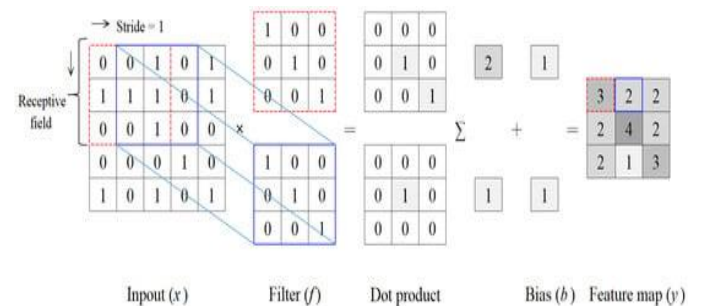 → Stride = 1
Receptive
field
0 0 1 0 1
1 1 1 0 1
0 0 1 0 0
0 0 0 1 0
1 0 1 0 1
×
1 0 0
0 1 0
0 0 1
1 0 0
0 1 0
0 0 1
=
0 0 0
0 1 0
0 0 1
0 0 0
0 1 0
0 0 0
Σ
2
1
+
1
1
=
3 2 2
2 4 2
2 1 3
Inpout (x)
Filter (f)
Dot product
Bias (b)
Feature map (y)